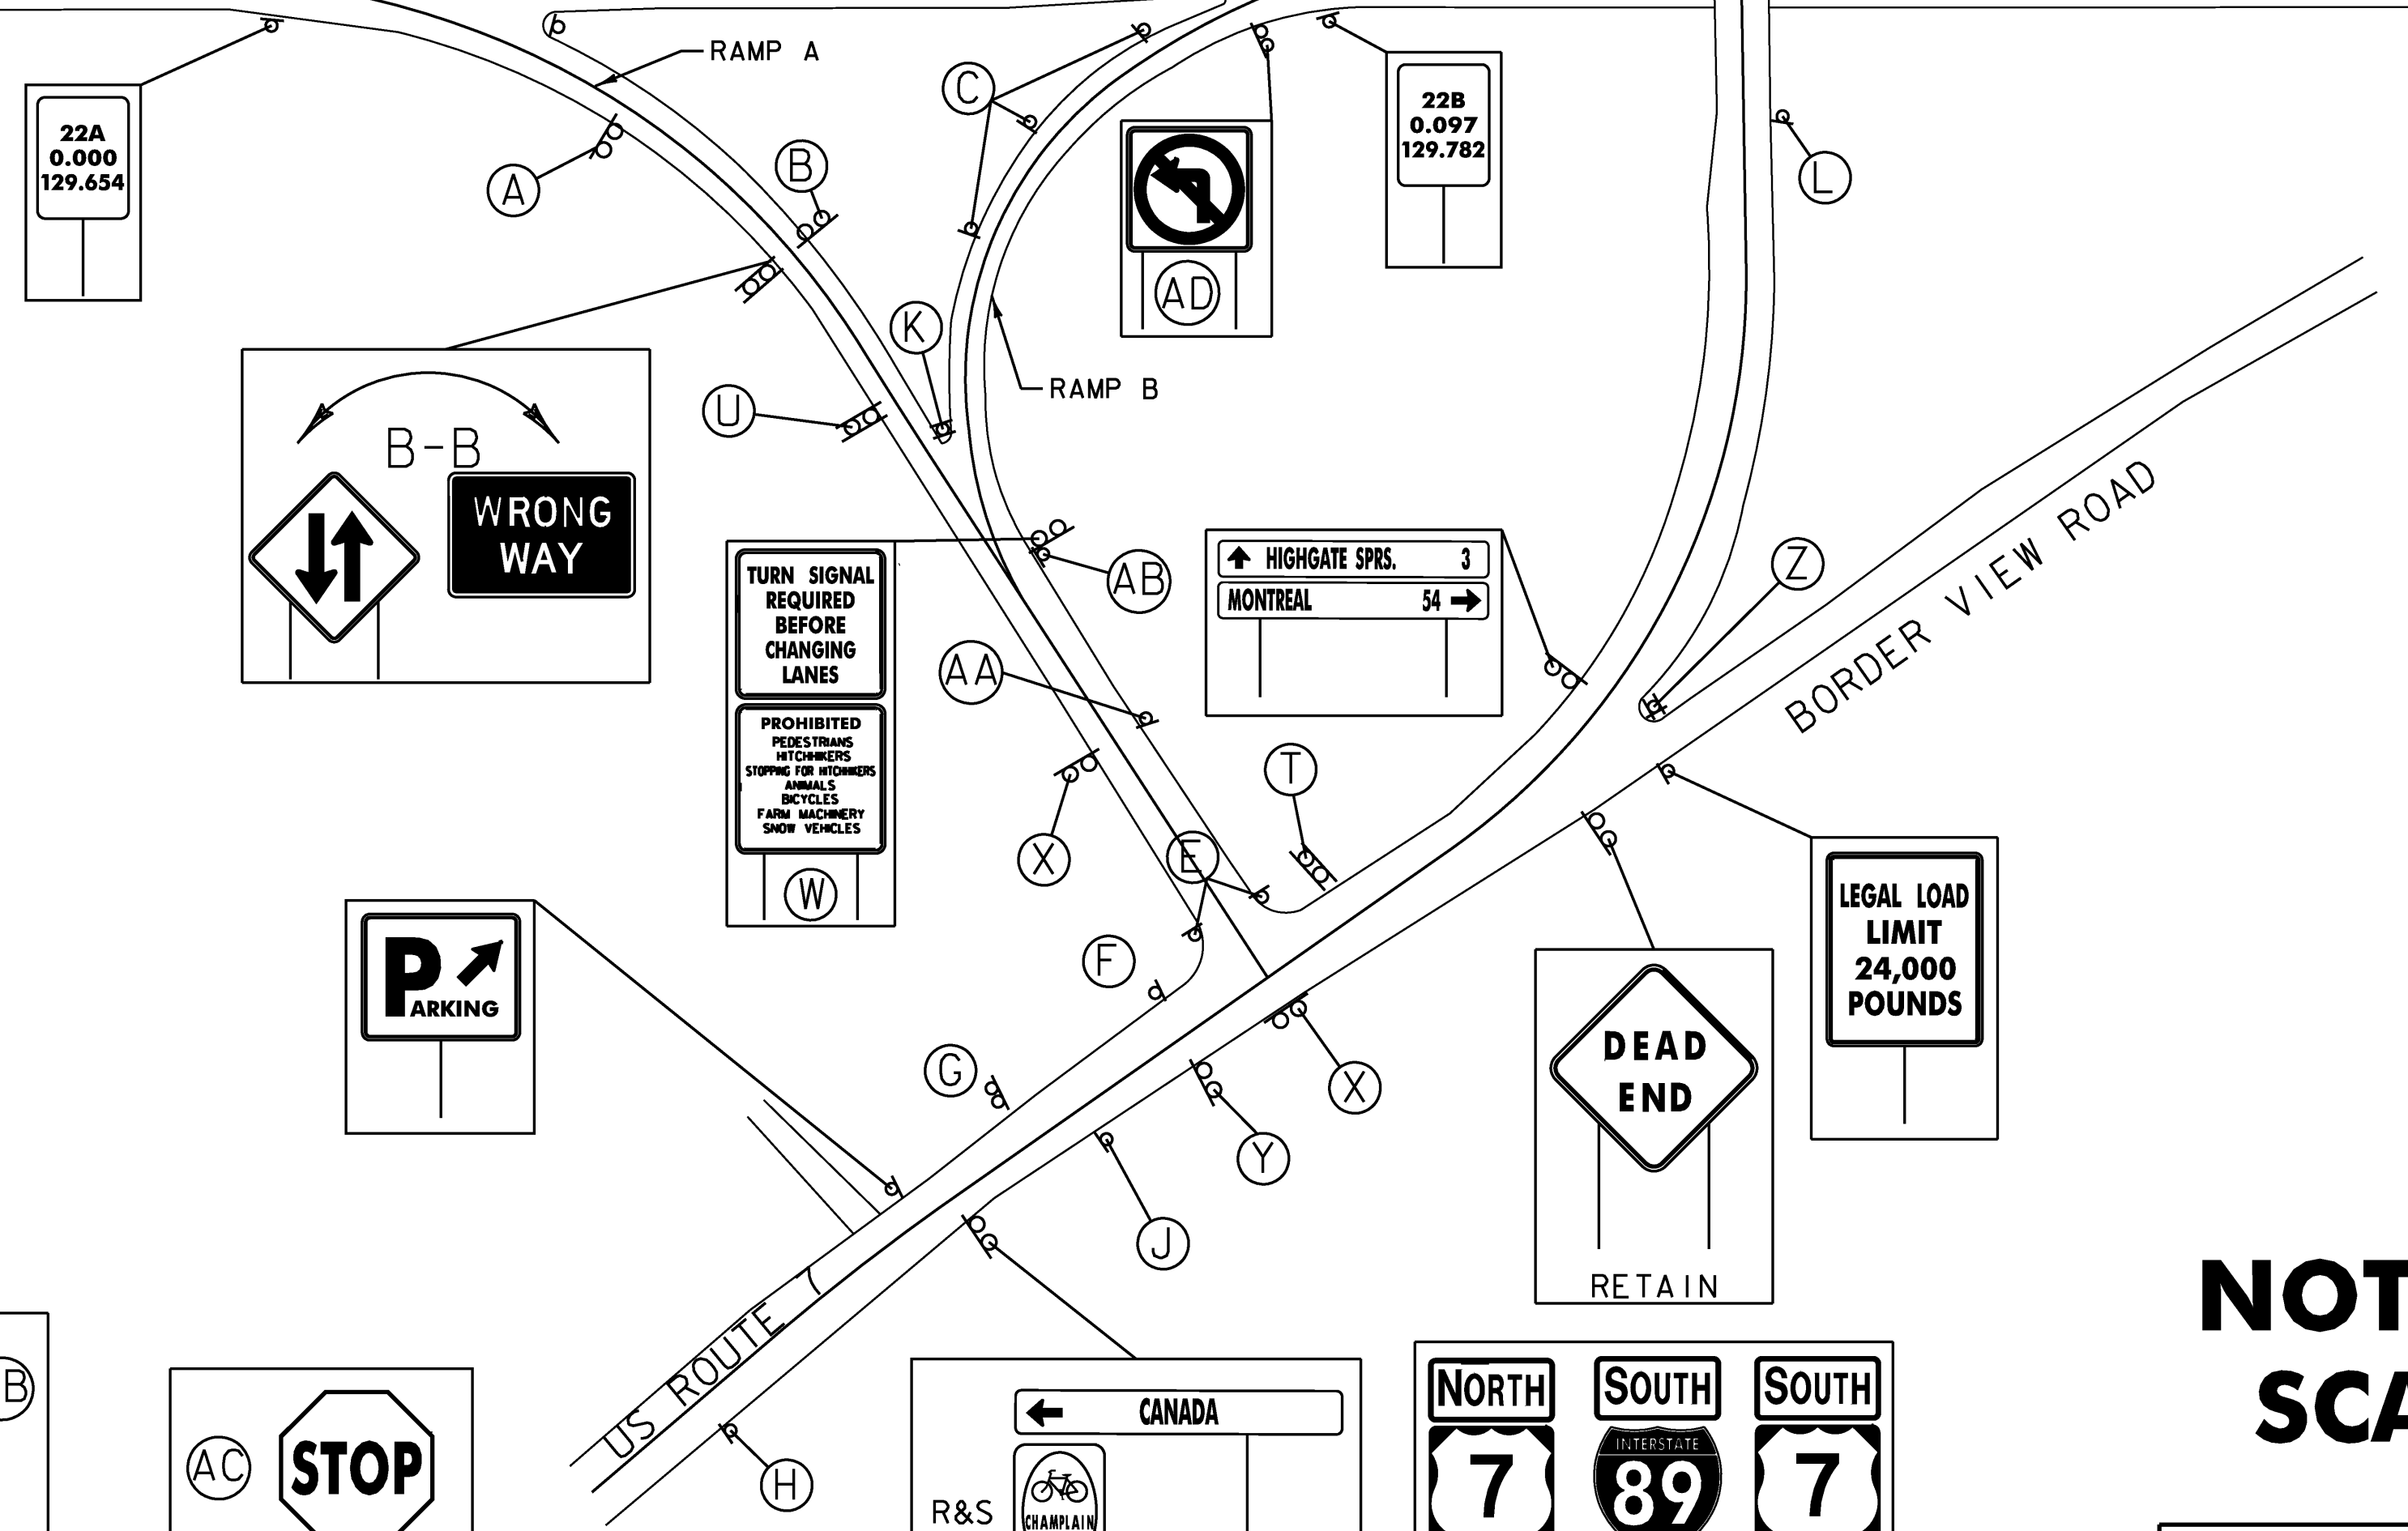 RAMP A
22A
0.000
129.654
A
B
C
22B
0.097
129.782
L
AD
K
RAMP B
U
B-B
WRONG
WAY
TURN SIGNAL
REQUIRED
BEFORE
CHANGING
LANES
PROHIBITED
PEDESTRIANS
HITCHHIKERS
STOPPING FOR HITCHHIKERS
ANIMALS
BICYCLES
FARM MACHINERY
SNOW VEHICLES
W
AB
AA
HIGHGATE SPRS. 3
MONTREAL 54
Z
BORDER VIEW ROAD
T
X
E
F
G
P
ARKING
X
Y
J
LEGAL LOAD
LIMIT
24,000
POUNDS
DEAD
END
RETAIN
US ROUTE 7
H
B
AC
STOP
CANADA
R&S
CHAMPLAIN
NORTH
7
SOUTH
INTERSTATE
89
SOUTH
7
NOT
SCA